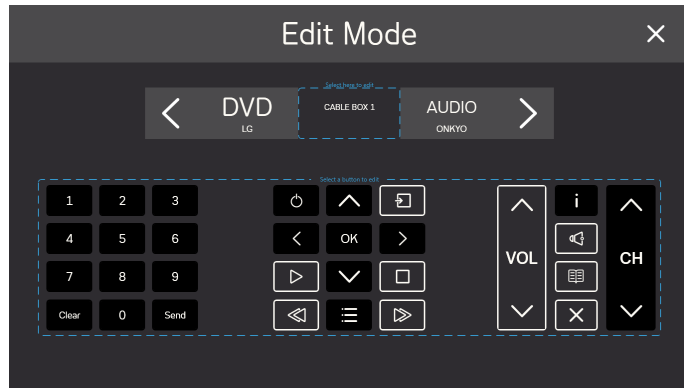 Edit Mode
Select here to edit
DVD
LG
CABLE BOX 1
AUDIO
ONKYO
Select a button to edit
1 2 3
4 5 6 OK
7 8 9
Clear 0 Send
i
VOL
CH